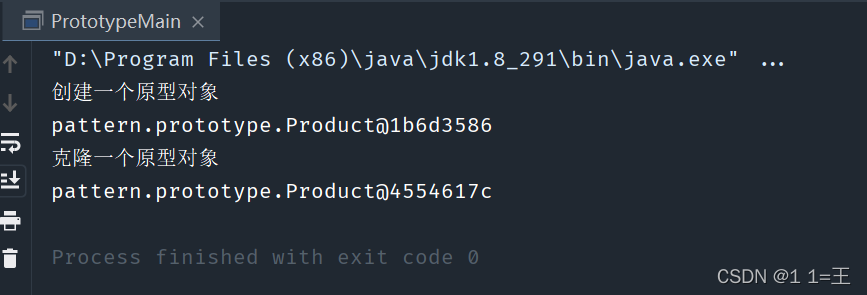 PrototypeMain ×
"D:\Program Files (x86)\java\jdk1.8_291\bin\java.exe" ...
创建一个原型对象
pattern.prototype.Product@1b6d3586
克隆一个原型对象
pattern.prototype.Product@4554617c
Process finished with exit code 0
CSDN @1 1=王